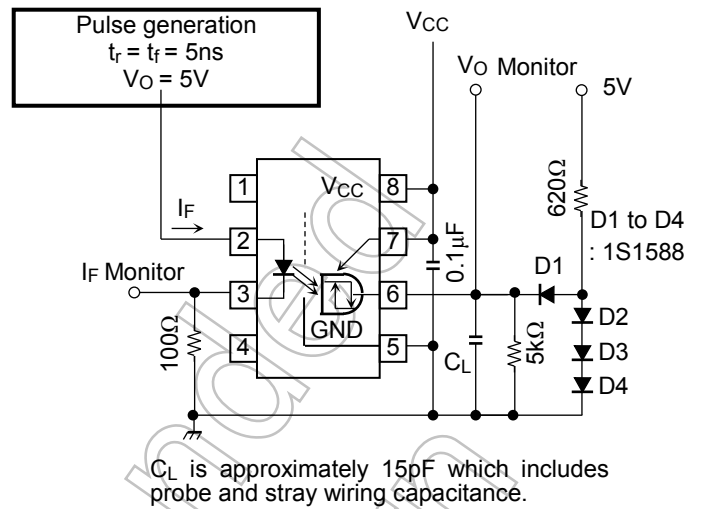 Pulse generation
tr = tf = 5ns
VO = 5V
VCC
VO Monitor
5V
1
VCC
8
IF
2
7
0.1μF
620Ω
D1 to D4
: 1S1588
IF Monitor
3
6
D1
D2
100Ω
GND
4
5
CL
5kΩ
D3
D4
CL is approximately 15pF which includes
probe and stray wiring capacitance.